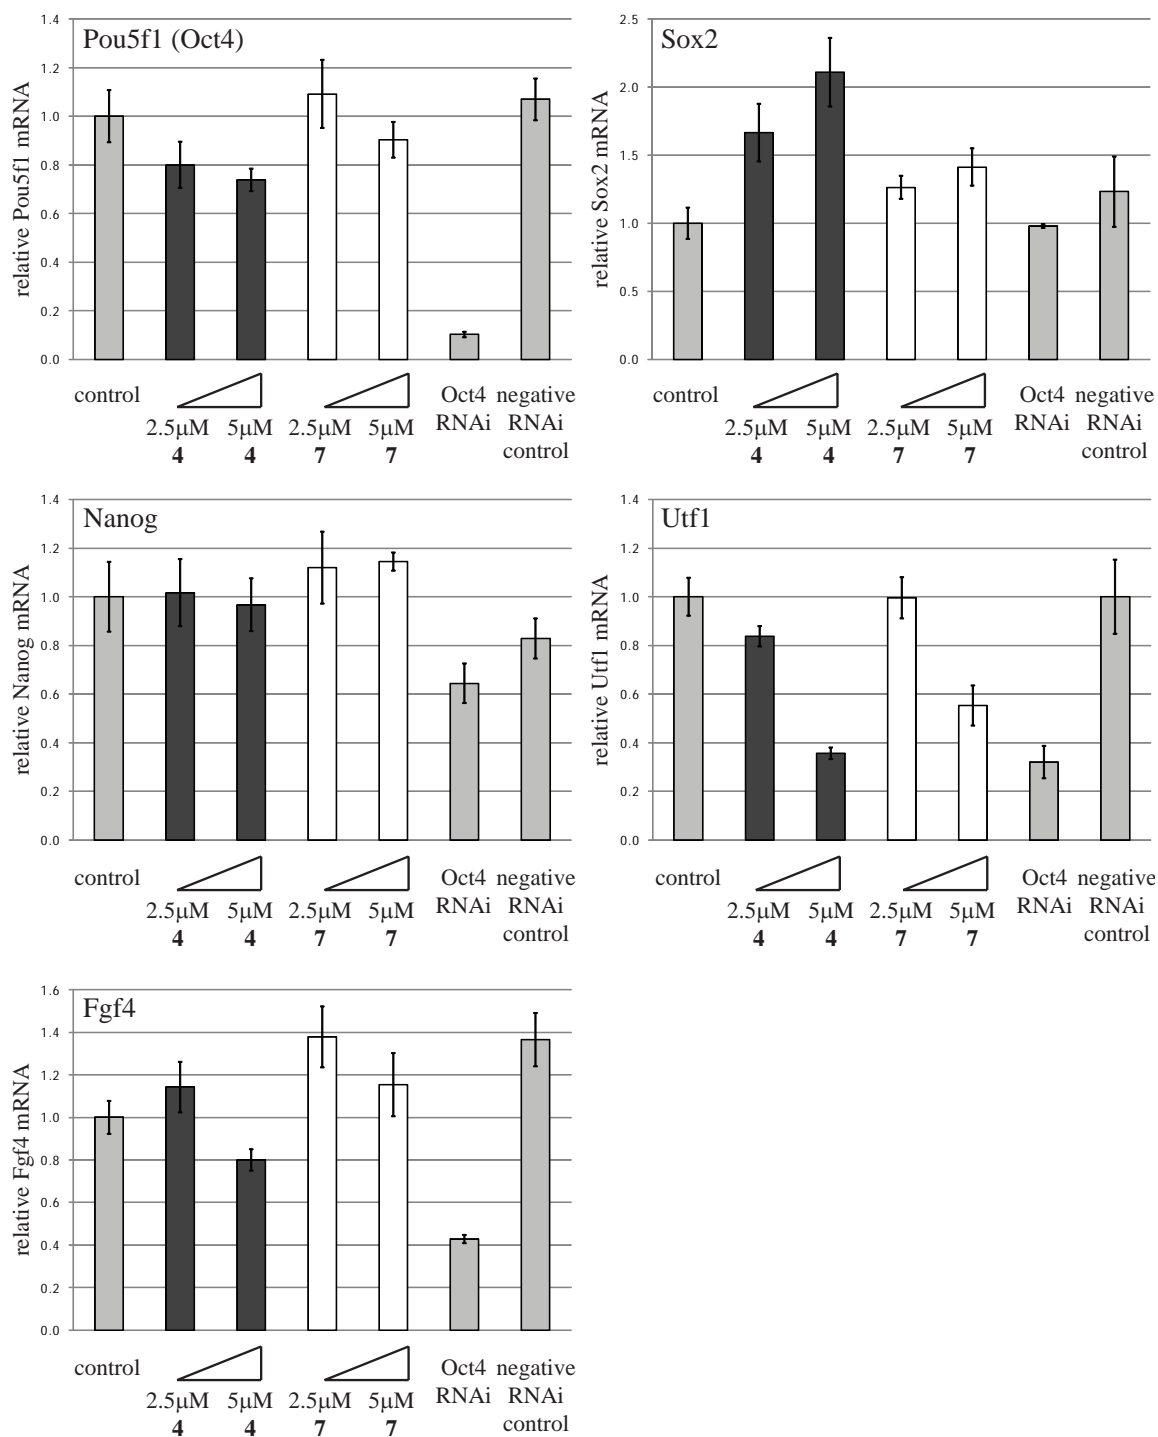 Pou5f1 (Oct4)
relative Pou5f1 mRNA
1.4
1.2
1.0
0.8
0.6
0.4
0.2
0.0
control
2.5μM 5μM 2.5μM 5μM
4 4 7 7
Oct4 negative
RNAi RNAi
control
Sox2
relative Sox2 mRNA
2.5
2.0
1.5
1.0
0.5
0.0
control
2.5μM 5μM 2.5μM 5μM
4 4 7 7
Oct4 negative
RNAi RNAi
control
Nanog
relative Nanog mRNA
1.4
1.2
1.0
0.8
0.6
0.4
0.2
0.0
control
2.5μM 5μM 2.5μM 5μM
4 4 7 7
Oct4 negative
RNAi RNAi
control
Utf1
relative Utf1 mRNA
1.4
1.2
1.0
0.8
0.6
0.4
0.2
0.0
control
2.5μM 5μM 2.5μM 5μM
4 4 7 7
Oct4 negative
RNAi RNAi
control
Fgf4
relative Fgf4 mRNA
1.6
1.4
1.2
1.0
0.8
0.6
0.4
0.2
0.0
control
2.5μM 5μM 2.5μM 5μM
4 4 7 7
Oct4 negative
RNAi RNAi
control